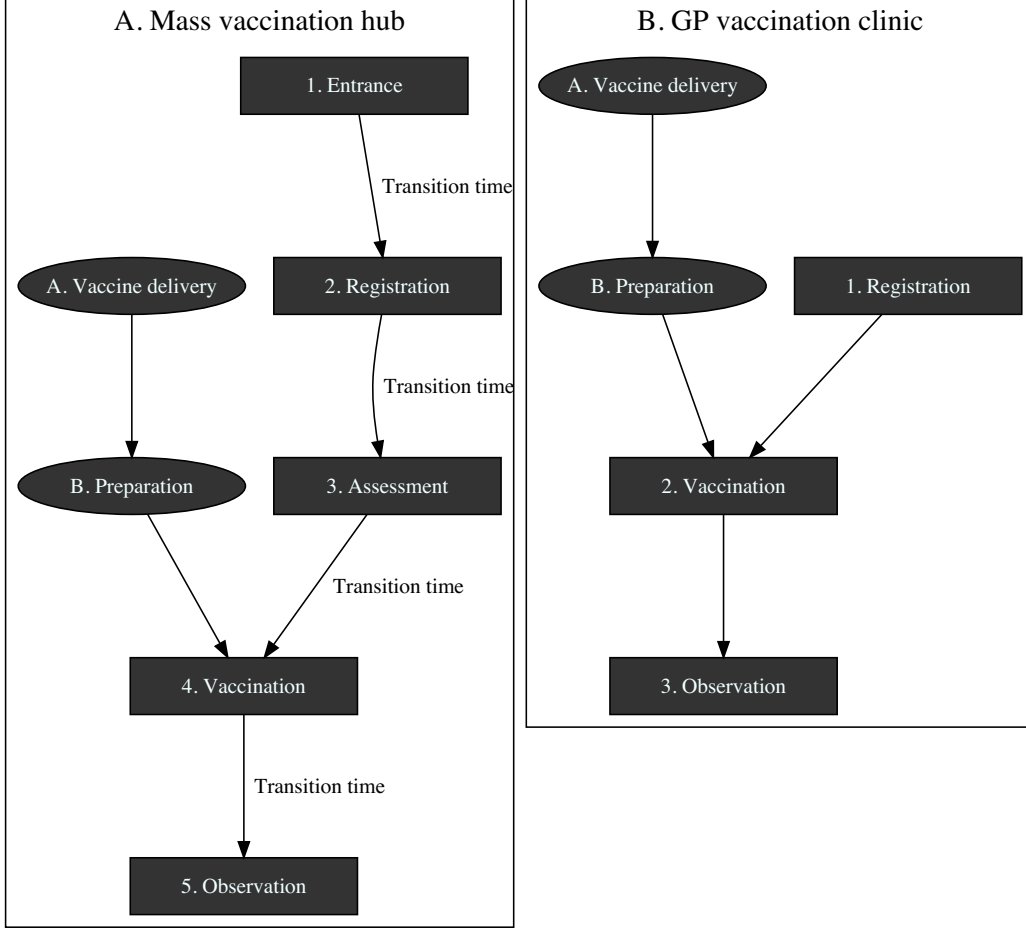 A. Mass vaccination hub
1. Entrance
Transition time
A. Vaccine delivery
2. Registration
Transition time
B. Preparation
3. Assessment
Transition time
4. Vaccination
Transition time
5. Observation
B. GP vaccination clinic
A. Vaccine delivery
B. Preparation
1. Registration
2. Vaccination
3. Observation